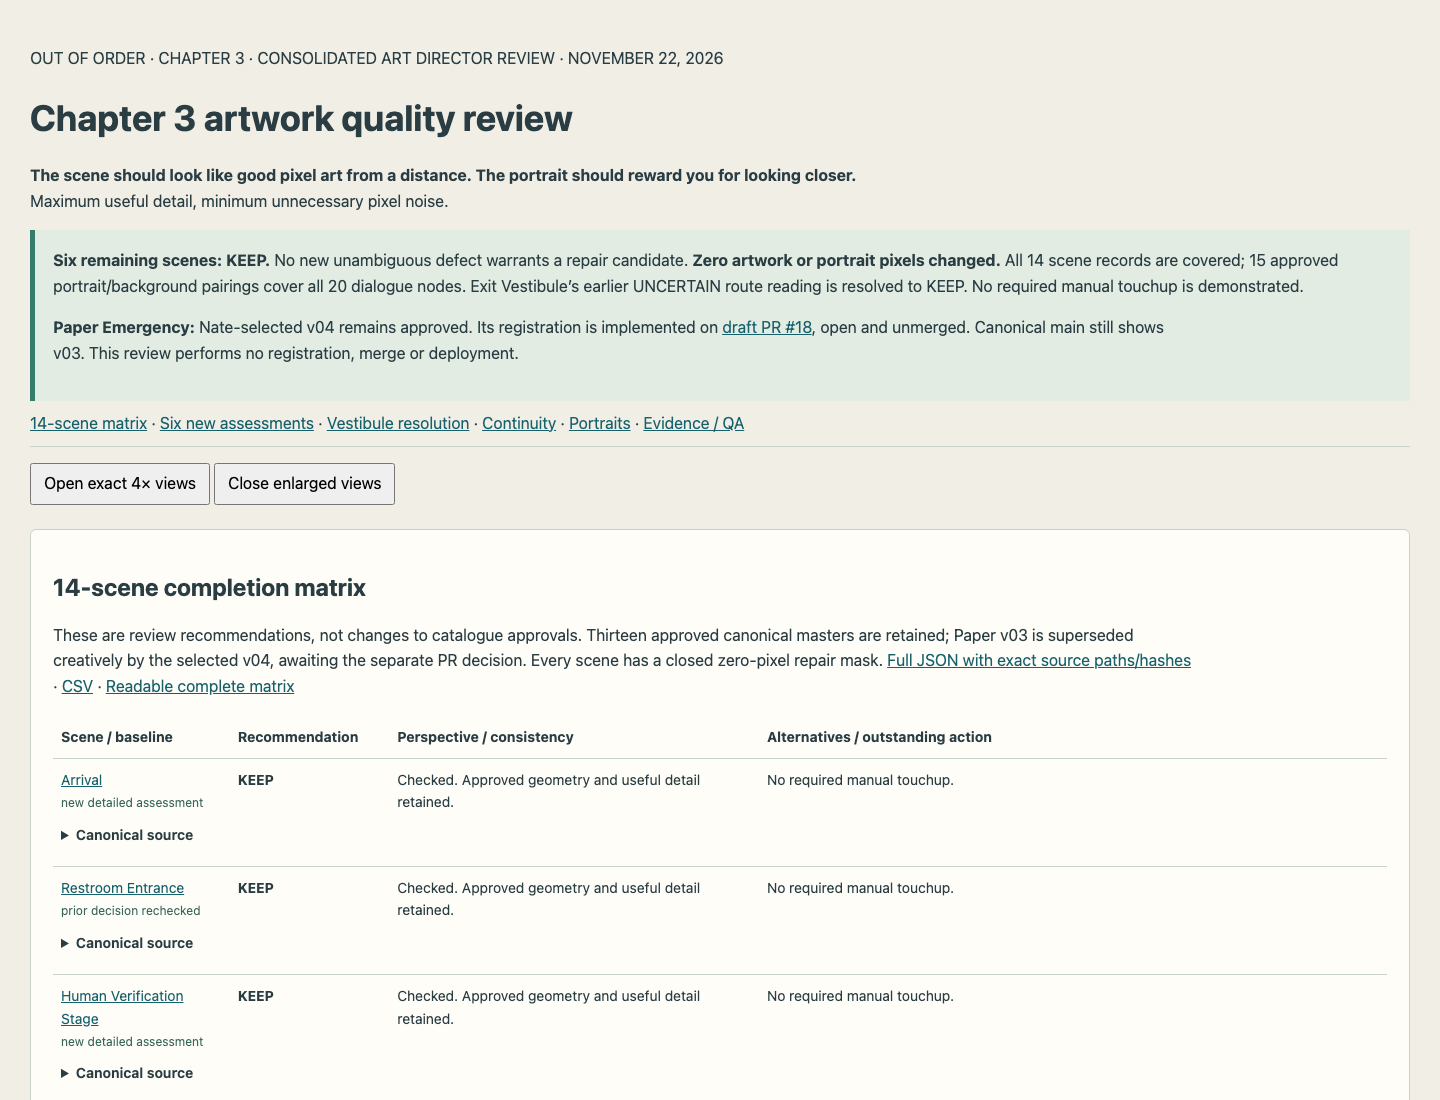 OUT OF ORDER · CHAPTER 3 · CONSOLIDATED ART DIRECTOR REVIEW · NOVEMBER 22, 2026
Chapter 3 artwork quality review
The scene should look like good pixel art from a distance. The portrait should reward you for looking closer.
Maximum useful detail, minimum unnecessary pixel noise.
Six remaining scenes: KEEP. No new unambiguous defect warrants a repair candidate. Zero artwork or portrait pixels changed. All 14 scene records are covered; 15 approved
portrait/background pairings cover all 20 dialogue nodes. Exit Vestibule’s earlier UNCERTAIN route reading is resolved to KEEP. No required manual touchup is demonstrated.
Paper Emergency: Nate-selected v04 remains approved. Its registration is implemented on draft PR #18, open and unmerged. Canonical main still shows
v03. This review performs no registration, merge or deployment.
14-scene matrix · Six new assessments · Vestibule resolution · Continuity · Portraits · Evidence / QA
Open exact 4× views Close enlarged views
14-scene completion matrix
These are review recommendations, not changes to catalogue approvals. Thirteen approved canonical masters are retained; Paper v03 is superseded
creatively by the selected v04, awaiting the separate PR decision. Every scene has a closed zero-pixel repair mask. Full JSON with exact source paths/hashes
· CSV · Readable complete matrix
Scene / baseline Recommendation Perspective / consistency Alternatives / outstanding action
Arrival KEEP Checked. Approved geometry and useful detail No required manual touchup.
new detailed assessment retained.
▶ Canonical source
Restroom Entrance KEEP Checked. Approved geometry and useful detail No required manual touchup.
prior decision rechecked retained.
▶ Canonical source
Human Verification KEEP Checked. Approved geometry and useful detail No required manual touchup.
Stage retained.
new detailed assessment
▶ Canonical source